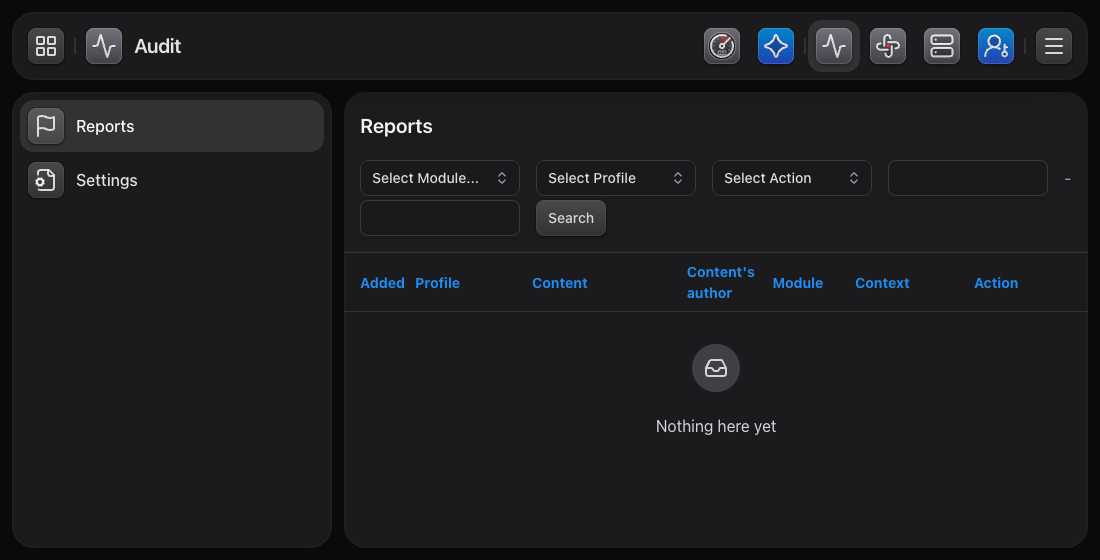 Audit
Reports
Settings
Reports
Select Module...
Select Profile
Select Action
-
Search
Added
Profile
Content
Content's
author
Module
Context
Action
Nothing here yet